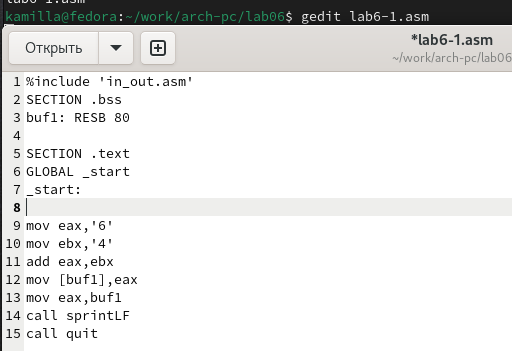 kamilla@fedora:~/work/arch-pc/lab06$ gedit lab6-1.asm
Открыть
*lab6-1.asm
~/work/arch-pc/lab06
1 %include 'in_out.asm'
2 SECTION .bss
3 buf1: RESB 80
4
5 SECTION .text
6 GLOBAL _start
7 _start:
8
9 mov eax,'6'
10 mov ebx,'4'
11 add eax,ebx
12 mov [buf1],eax
13 mov eax,buf1
14 call sprintLF
15 call quit